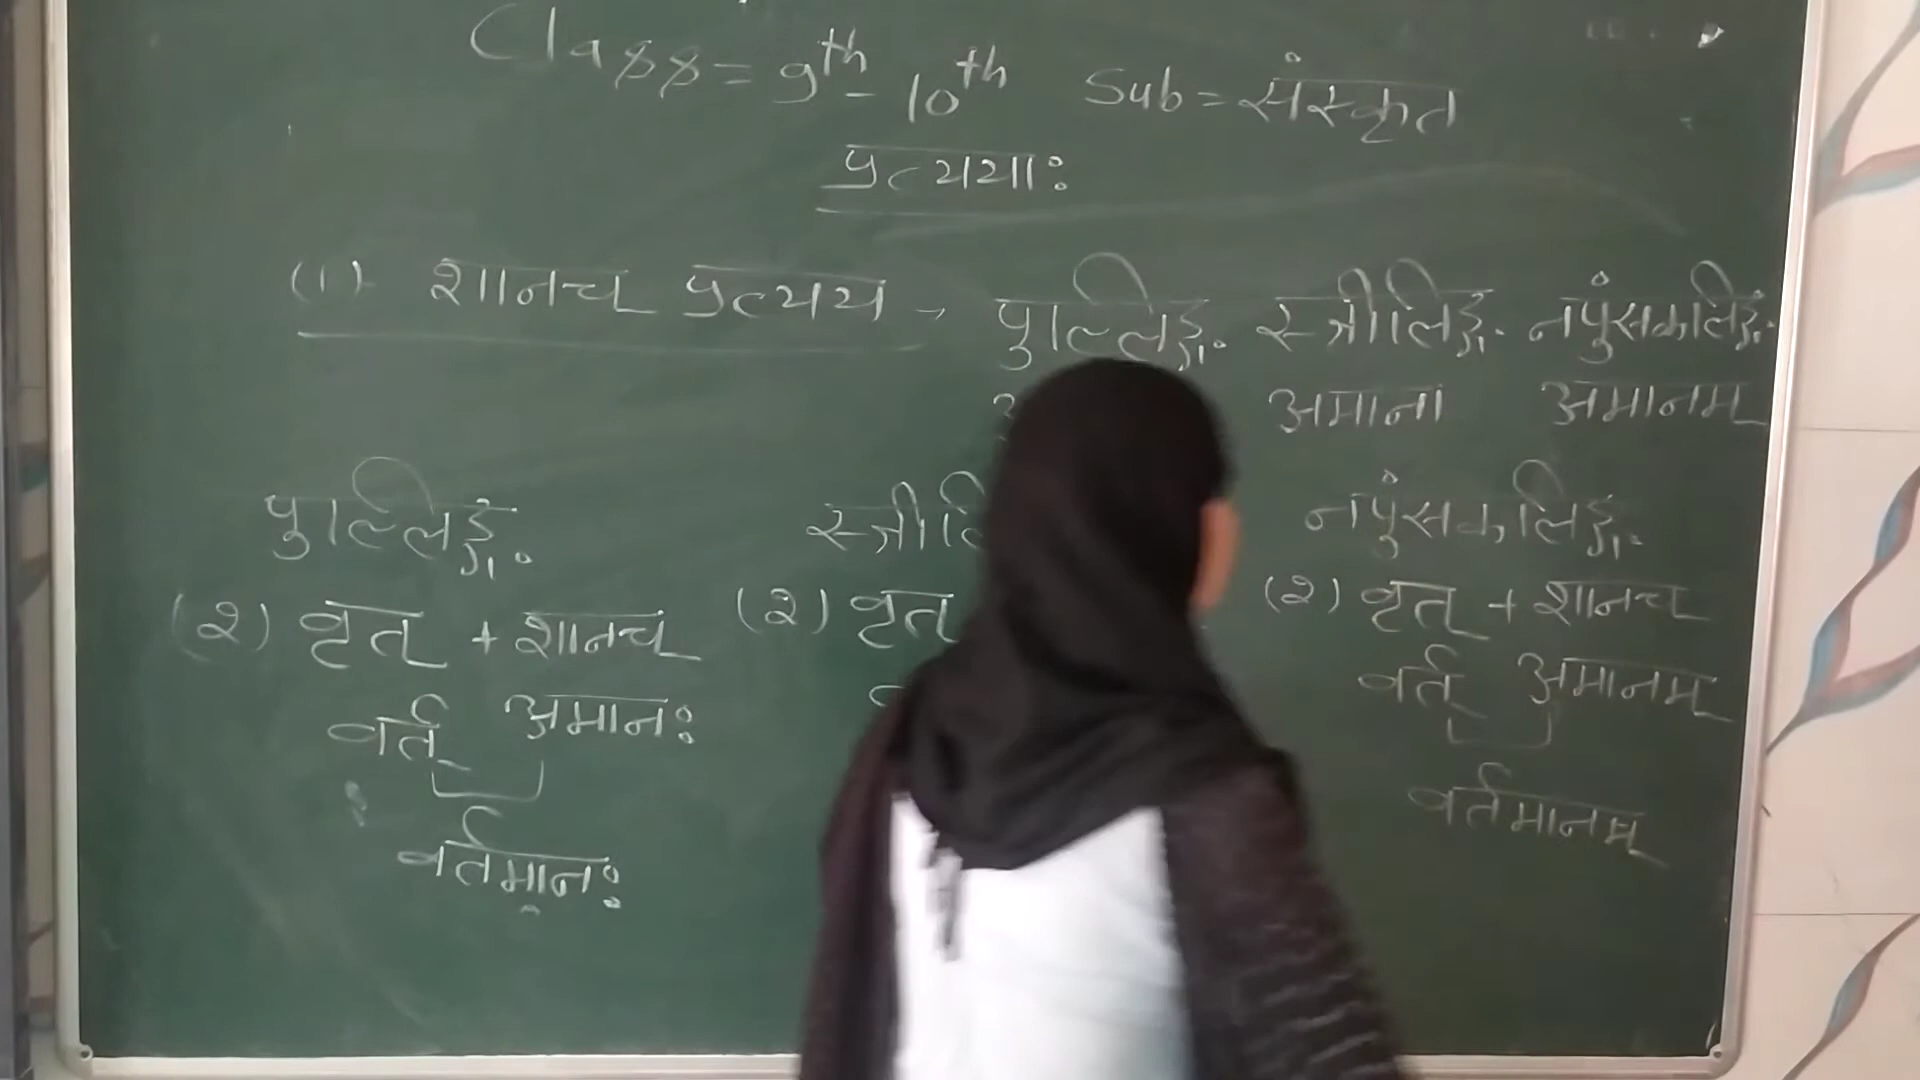 Class = 9th - 10th Sub = संस्कृत
प्रत्ययाः
(1) शानच् प्रत्यय - पुल्लिङ्ग. स्त्रीलिङ्ग. नपुंसकलिङ्ग.
अमाना अमानम्
पुल्लिङ्ग. नपुंसकलिङ्ग.
(२) वृत् + शानच् (२) वृत् (२) वृत् + शानच्
वर्त् अमानः वर्त् अमानम्
वर्तमानः वर्तमानम्